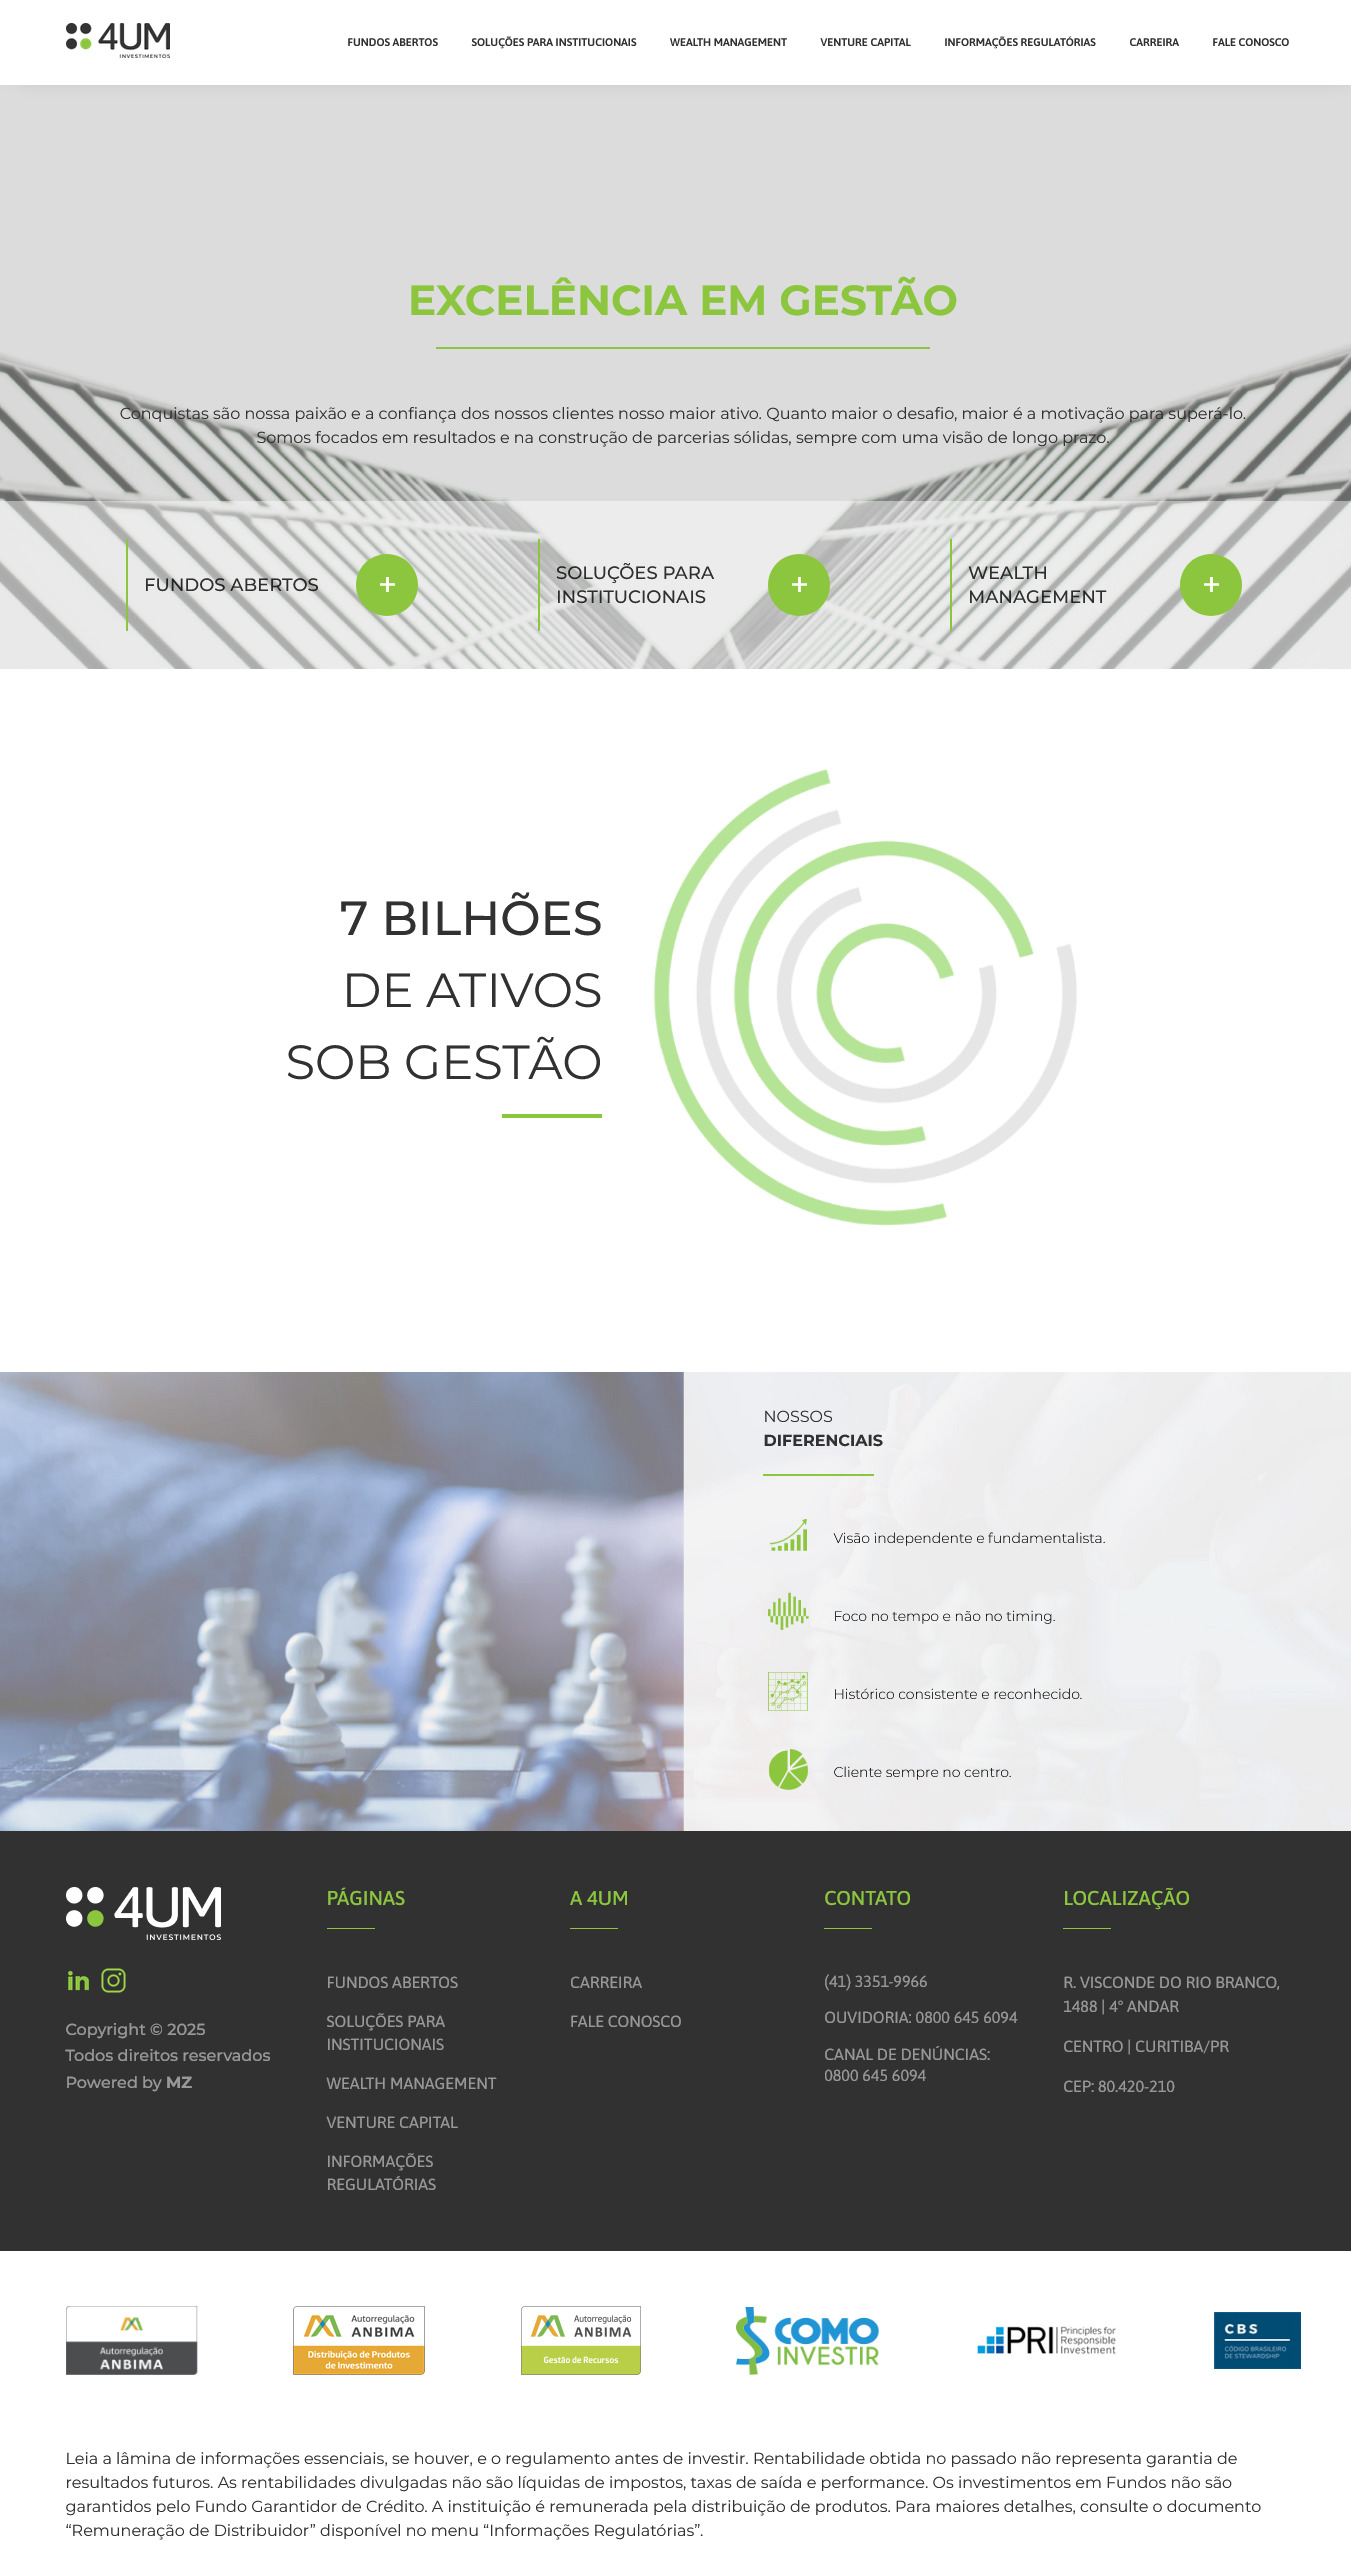 4UM
INVESTIMENTOS
FUNDOS ABERTOS
SOLUÇÕES PARA INSTITUCIONAIS
WEALTH MANAGEMENT
VENTURE CAPITAL
INFORMAÇÕES REGULATÓRIAS
CARREIRA
FALE CONOSCO
EXCELÊNCIA EM GESTÃO
Conquistas são nossa paixão e a confiança dos nossos clientes nosso maior ativo. Quanto maior o desafio, maior é a motivação para superá-lo.
Somos focados em resultados e na construção de parcerias sólidas, sempre com uma visão de longo prazo.
FUNDOS ABERTOS
+
SOLUÇÕES PARA
INSTITUCIONAIS
+
WEALTH
MANAGEMENT
+
7 BILHÕES
DE ATIVOS
SOB GESTÃO
NOSSOS
DIFERENCIAIS
Visão independente e fundamentalista.
Foco no tempo e não no timing.
Histórico consistente e reconhecido.
Cliente sempre no centro.
4UM
INVESTIMENTOS
in
Copyright © 2025
Todos direitos reservados
Powered by MZ
PÁGINAS
FUNDOS ABERTOS
SOLUÇÕES PARA
INSTITUCIONAIS
WEALTH MANAGEMENT
VENTURE CAPITAL
INFORMAÇÕES
REGULATÓRIAS
A 4UM
CARREIRA
FALE CONOSCO
CONTATO
(41) 3351-9966
OUVIDORIA: 0800 645 6094
CANAL DE DENÚNCIAS:
0800 645 6094
LOCALIZAÇÃO
R. VISCONDE DO RIO BRANCO,
1488 | 4º ANDAR
CENTRO | CURITIBA/PR
CEP: 80.420-210
Autorregulação
ANBIMA
Autorregulação
ANBIMA
Distribuição de Produtos
de Investimento
Autorregulação
ANBIMA
Gestão de Recursos
COMO
INVESTIR
PRI
Principles for
Responsible
Investment
CBS
CÓDIGO BRASILEIRO
DE STEWARDSHIP
Leia a lâmina de informações essenciais, se houver, e o regulamento antes de investir. Rentabilidade obtida no passado não representa garantia de
resultados futuros. As rentabilidades divulgadas não são líquidas de impostos, taxas de saída e performance. Os investimentos em Fundos não são
garantidos pelo Fundo Garantidor de Crédito. A instituição é remunerada pela distribuição de produtos. Para maiores detalhes, consulte o documento
“Remuneração de Distribuidor” disponível no menu “Informações Regulatórias”.